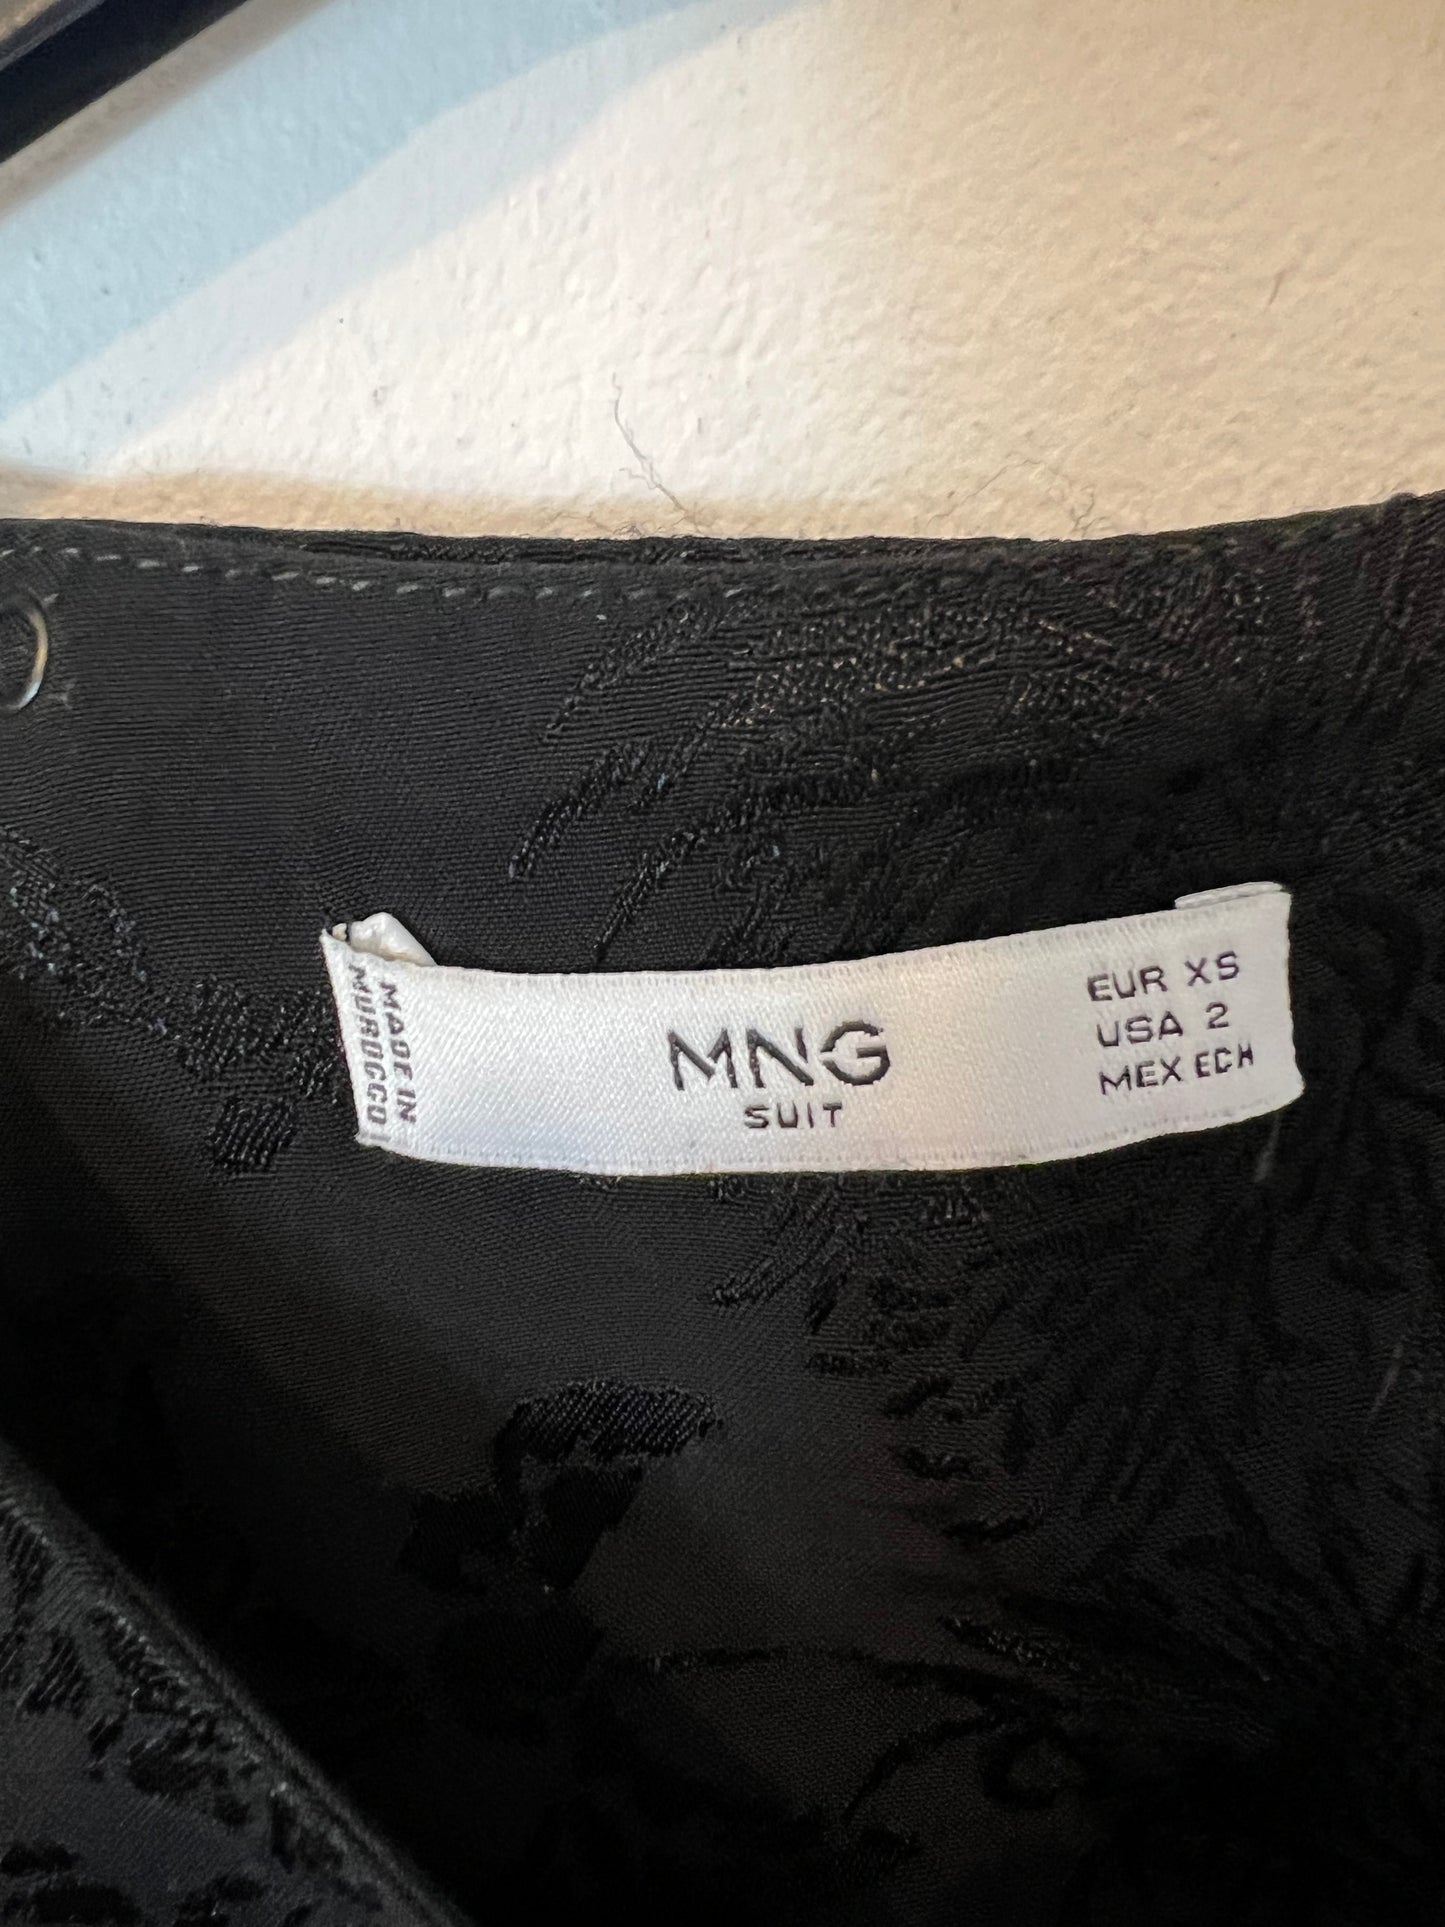 MADE IN
MOROCCO
MNG
SUIT
EUR XS
USA 2
MEX ECH